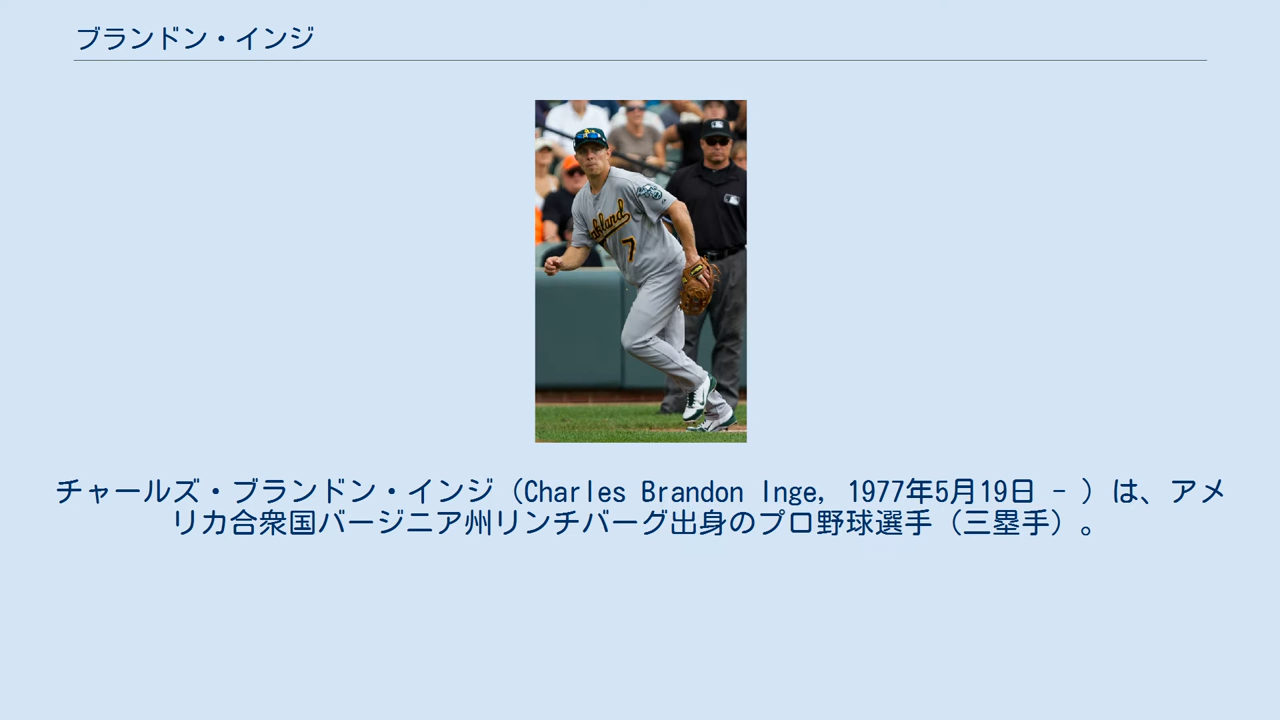 ブランドン・インジ
akland
7
チャールズ・ブランドン・インジ（Charles Brandon Inge, 1977年5月19日 - ）は、アメ
リカ合衆国バージニア州リンチバーグ出身のプロ野球選手（三塁手）。